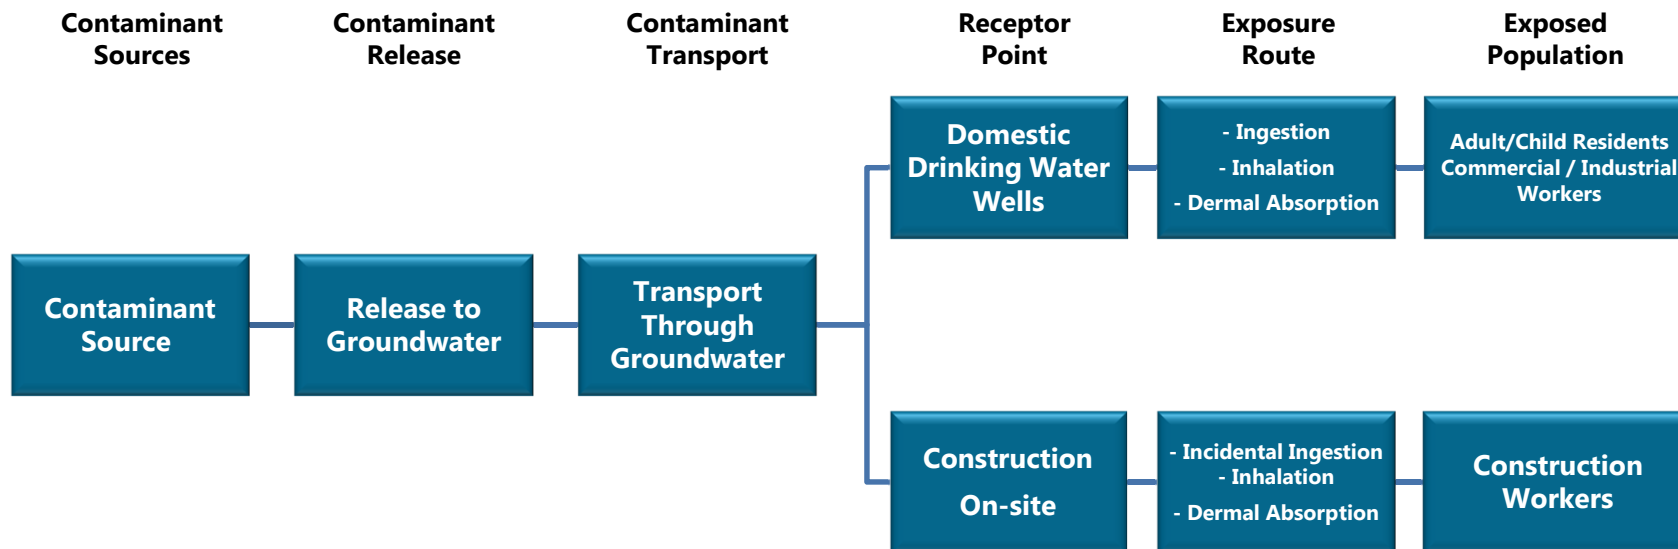 Contaminant
Sources
Contaminant
Release
Contaminant
Transport
Receptor
Point
Exposure
Route
Exposed
Population
Contaminant
Source
Release to
Groundwater
Transport
Through
Groundwater
Domestic
Drinking Water
Wells
- Ingestion
- Inhalation
- Dermal Absorption
Adult/Child Residents
Commercial / Industrial
Workers
Construction
On-site
- Incidental Ingestion
- Inhalation
- Dermal Absorption
Construction
Workers